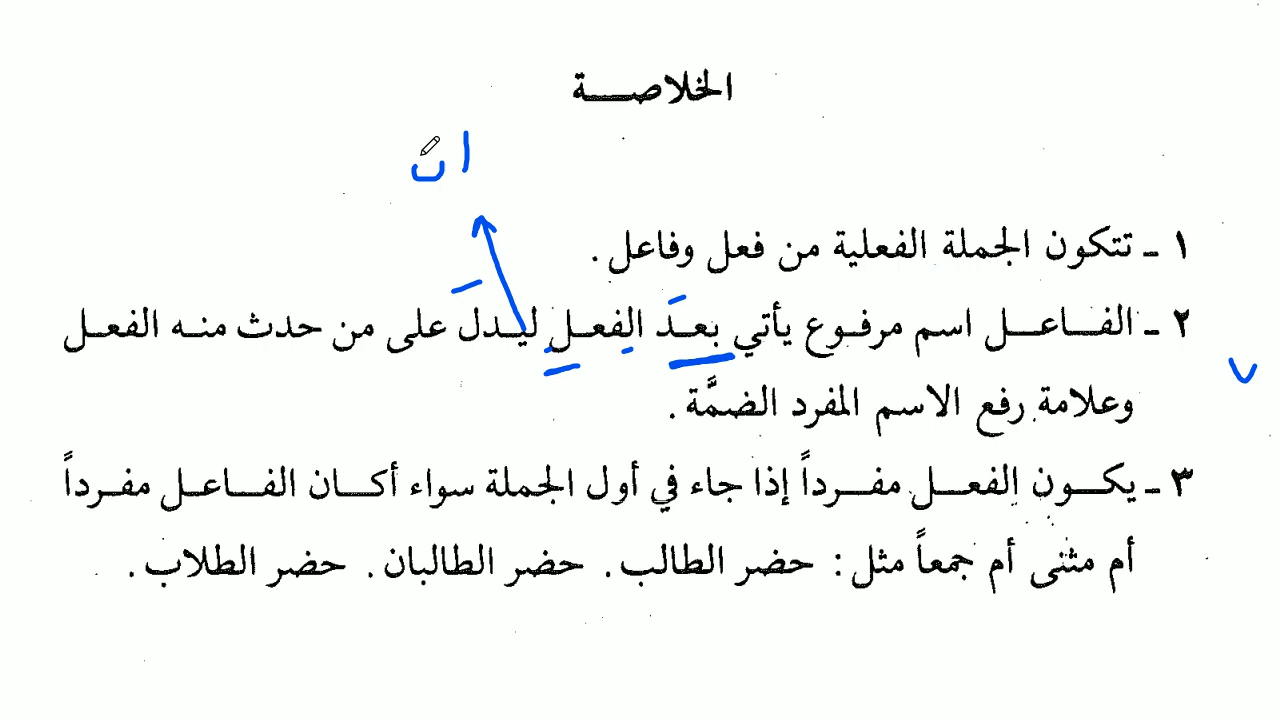 الخلاصة
ان
١ - تتكون الجملة الفعلية من فعل وفاعل .
٢ - الفاعل اسم مرفوع يأتي بعدَ الفعل ليدل على من حدث منه الفعل
وعلامة رفع الاسم المفرد الضمَّة .
٣ - يكون الفعل مفرداً إذا جاء في أول الجملة سواء أكان الفاعل مفرداً
أم مثنى أم جمعاً مثل : حضر الطالب . حضر الطالبان . حضر الطلاب .